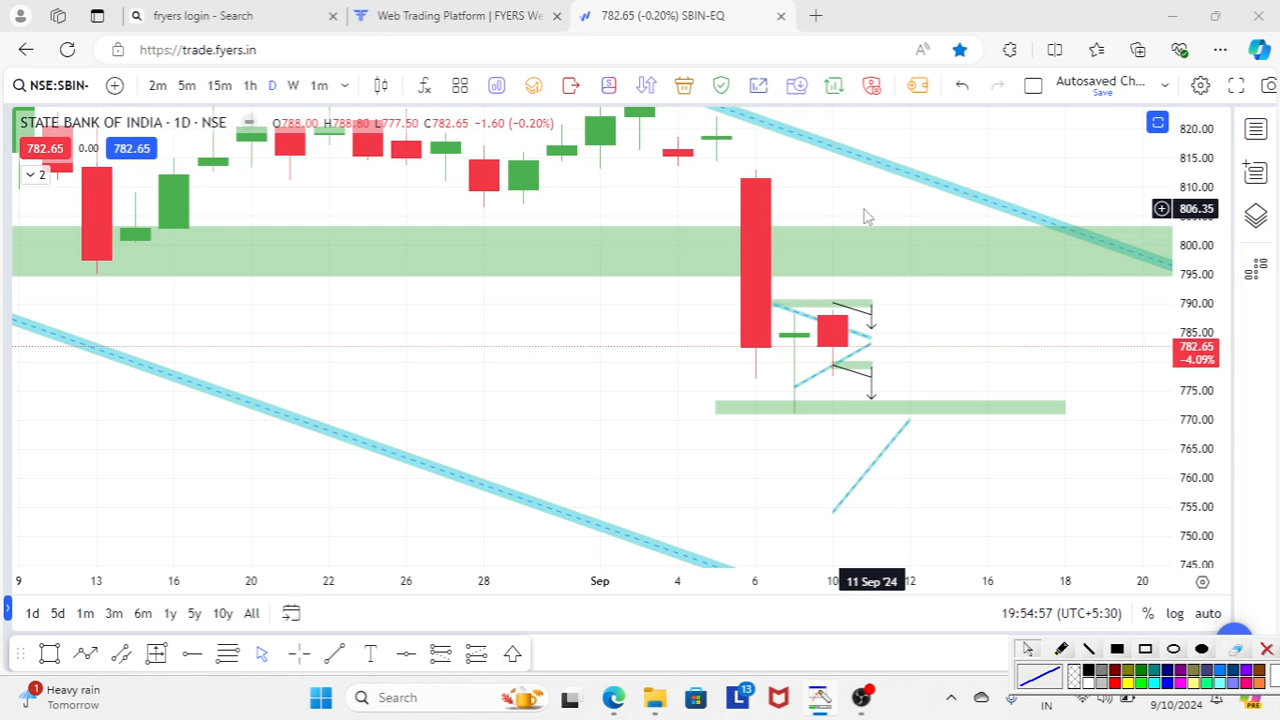 fryers login - Search
Web Trading Platform | FYERS We
782.65 (-0.20%) SBIN-EQ
https://trade.fyers.in
NSE:SBIN-
2m 5m 15m 1h D W 1m
Autosaved Ch...
Save
STATE BANK OF INDIA · 1D · NSE
O788.00 H788.80 L777.50 C782.65 -1.60 (-0.20%)
782.65 0.00 782.65
2
820.00
815.00
810.00
806.35
800.00
795.00
790.00
785.00
782.65
-4.09%
775.00
770.00
765.00
760.00
755.00
750.00
745.00
9 13 16 20 22 26 28 Sep 4 6 10 11 Sep '24 12 16 18 20
1d 5d 1m 3m 6m 1y 5y 10y All
19:54:57 (UTC+5:30) % log auto
1
Heavy rain
Tomorrow
Search
13
IN
9/10/2024
PRE